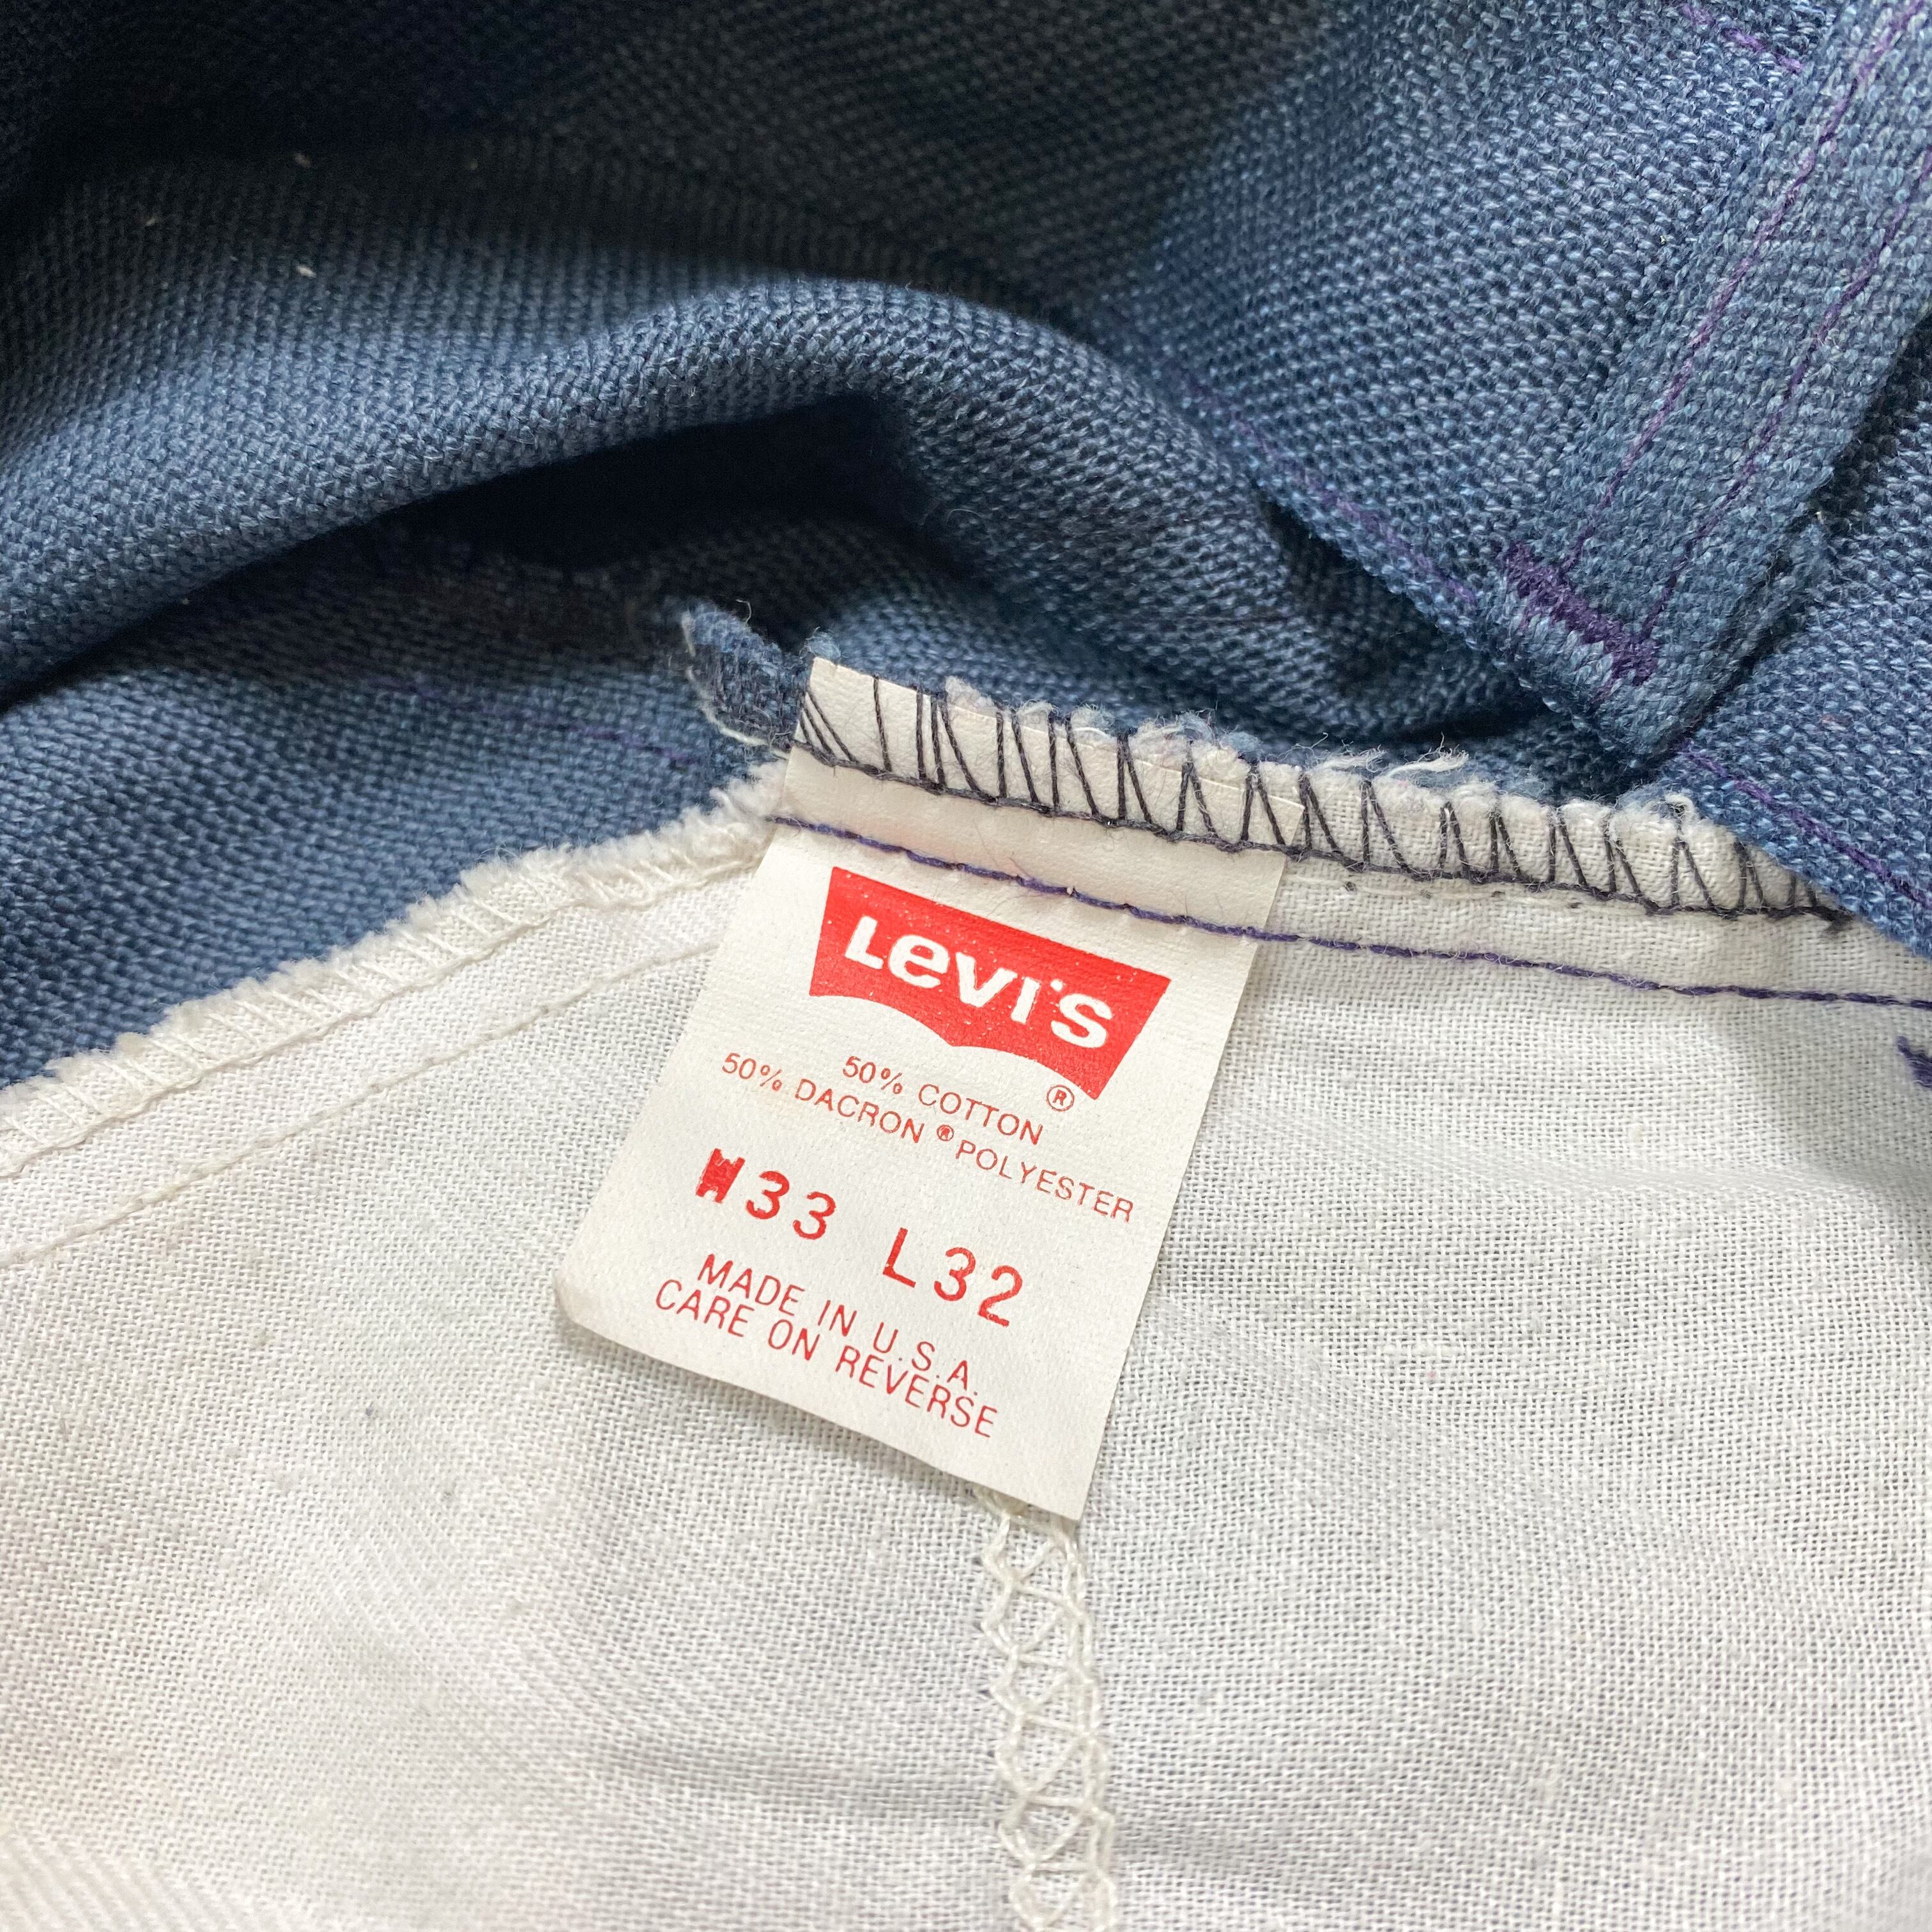 Levi's ®
50% COTTON
50% DACRON ® POLYESTER
W33 L32
MADE IN U.S.A.
CARE ON REVERSE